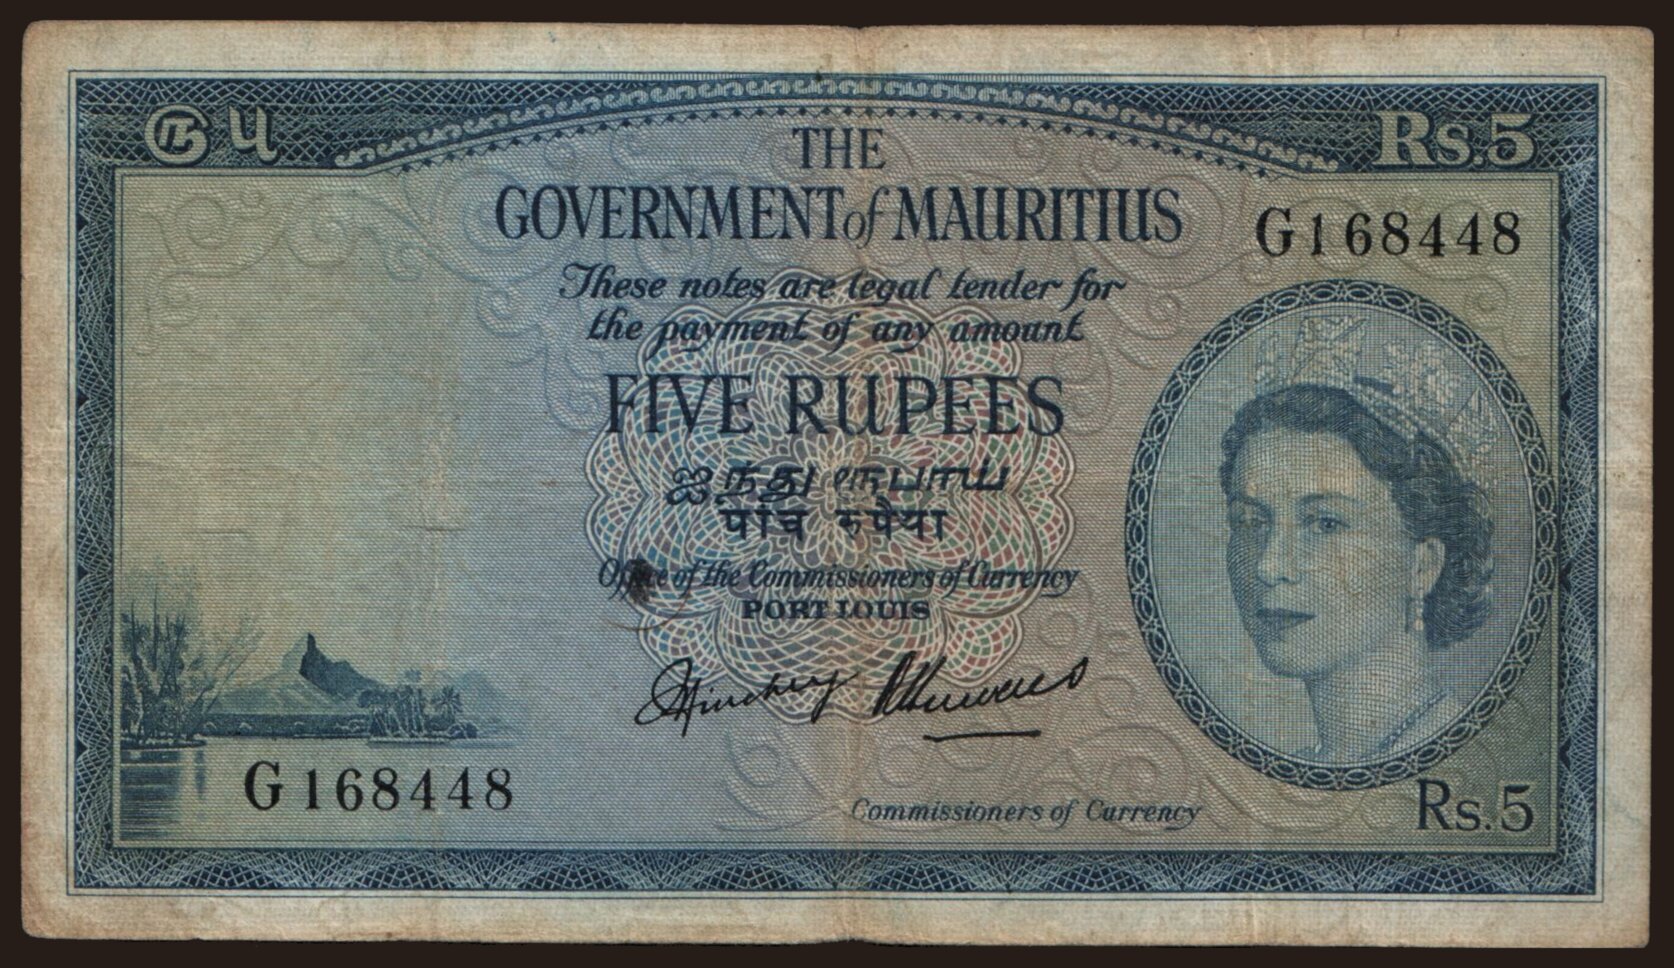 ரூ ५
Rs.5
THE
GOVERNMENT of MAURITIUS
G168448
These notes are legal tender for
the payment of any amount
FIVE RUPEES
ஐந்து ரூபாய்
पांच रुपैया
Office of the Commissioners of Currency
PORT LOUIS
G168448
Commissioners of Currency
Rs.5